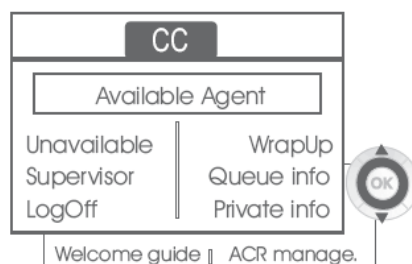 CC
Available Agent
Unavailable WrapUp
Supervisor Queue info
LogOff Private info
OK
Welcome guide ACR manage.